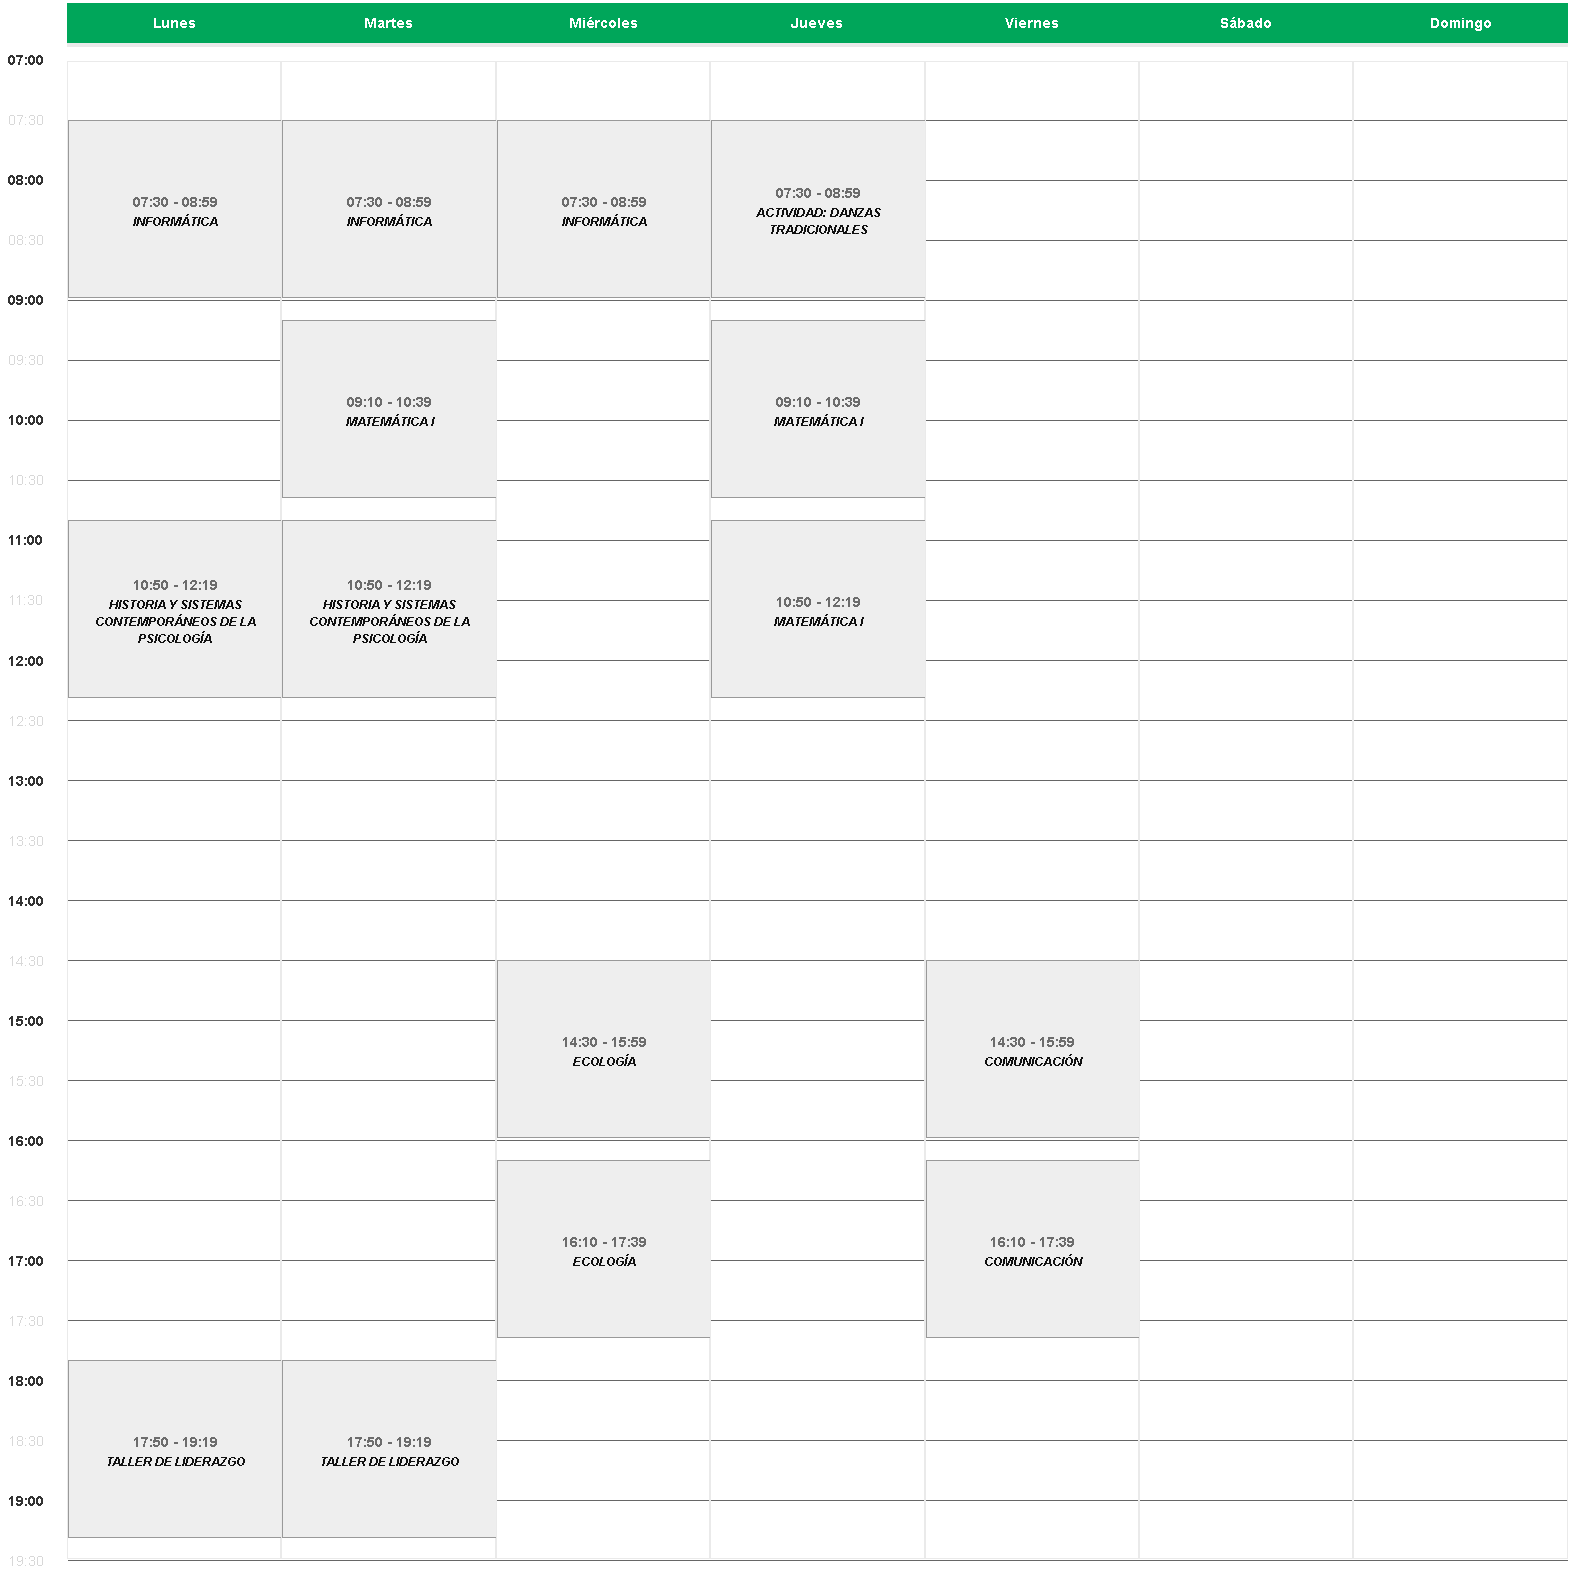 Lunes Martes Miércoles Jueves Viernes Sábado Domingo
07:00
07:30
07:30 - 08:59 07:30 - 08:59 07:30 - 08:59 07:30 - 08:59
INFORMÁTICA INFORMÁTICA INFORMÁTICA ACTIVIDAD: DANZAS
TRADICIONALES
08:00
08:30
09:00
09:10 - 10:39 09:10 - 10:39
MATEMÁTICA I MATEMÁTICA I
09:30
10:00
10:30
10:50 - 12:19 10:50 - 12:19 10:50 - 12:19
HISTORIA Y SISTEMAS HISTORIA Y SISTEMAS MATEMÁTICA I
CONTEMPORÁNEOS DE LA CONTEMPORÁNEOS DE LA
PSICOLOGÍA PSICOLOGÍA
11:00
11:30
12:00
12:30
13:00
13:30
14:00
14:30
14:30 - 15:59 14:30 - 15:59
ECOLOGÍA COMUNICACIÓN
15:00
15:30
16:00
16:10 - 17:39 16:10 - 17:39
ECOLOGÍA COMUNICACIÓN
16:30
17:00
17:30
17:50 - 19:19 17:50 - 19:19
TALLER DE LIDERAZGO TALLER DE LIDERAZGO
18:00
18:30
19:00
19:30